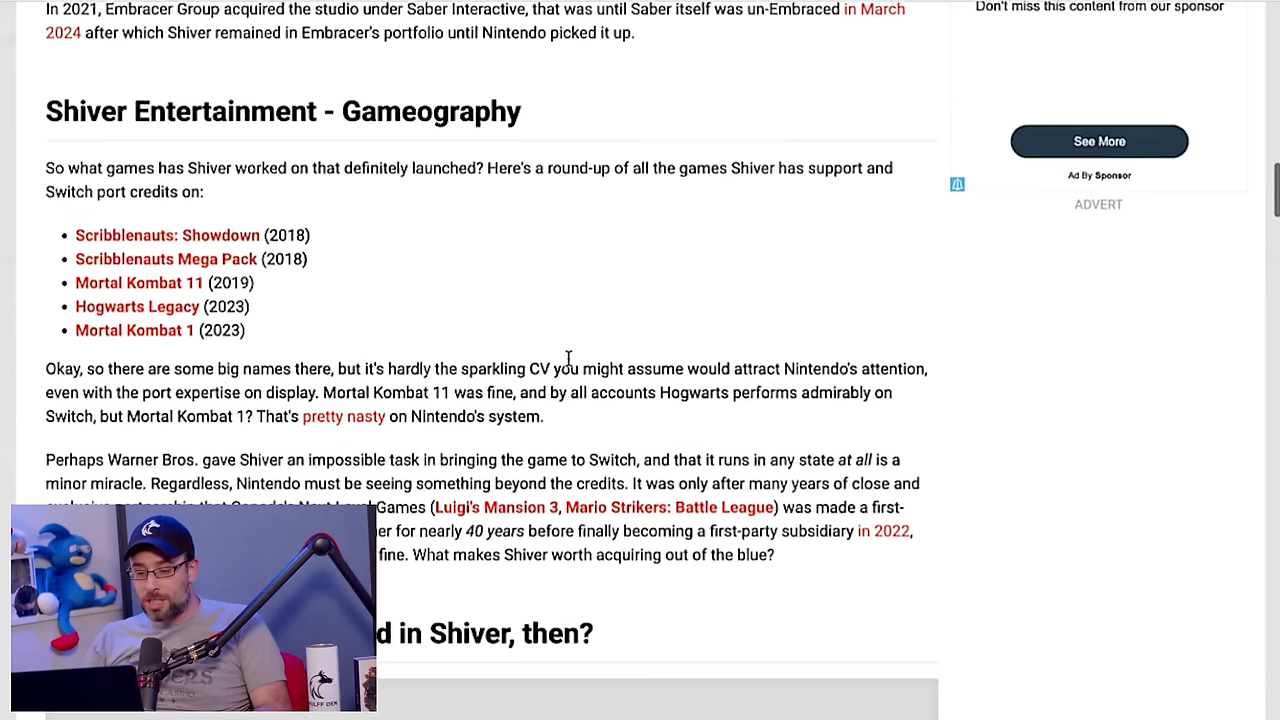 In 2021, Embracer Group acquired the studio under Saber Interactive, that was until Saber itself was un-Embraced in March
2024 after which Shiver remained in Embracer's portfolio until Nintendo picked it up.
Don't miss this content from our sponsor
See More
Ad By Sponsor
ADVERT
Shiver Entertainment - Gameography
So what games has Shiver worked on that definitely launched? Here's a round-up of all the games Shiver has support and
Switch port credits on:
• Scribblenauts: Showdown (2018)
• Scribblenauts Mega Pack (2018)
• Mortal Kombat 11 (2019)
• Hogwarts Legacy (2023)
• Mortal Kombat 1 (2023)
Okay, so there are some big names there, but it's hardly the sparkling CV you might assume would attract Nintendo's attention,
even with the port expertise on display. Mortal Kombat 11 was fine, and by all accounts Hogwarts performs admirably on
Switch, but Mortal Kombat 1? That's pretty nasty on NIntendo's system.
Perhaps Warner Bros. gave Shiver an impossible task in bringing the game to Switch, and that it runs in any state at all is a
minor miracle. Regardless, Nintendo must be seeing something beyond the credits. It was only after many years of close and
Games (Luigi's Mansion 3, Mario Strikers: Battle League) was made a first-
er for nearly 40 years before finally becoming a first-party subsidiary in 2022,
fine. What makes Shiver worth acquiring out of the blue?
d in Shiver, then?
WULFF DEN